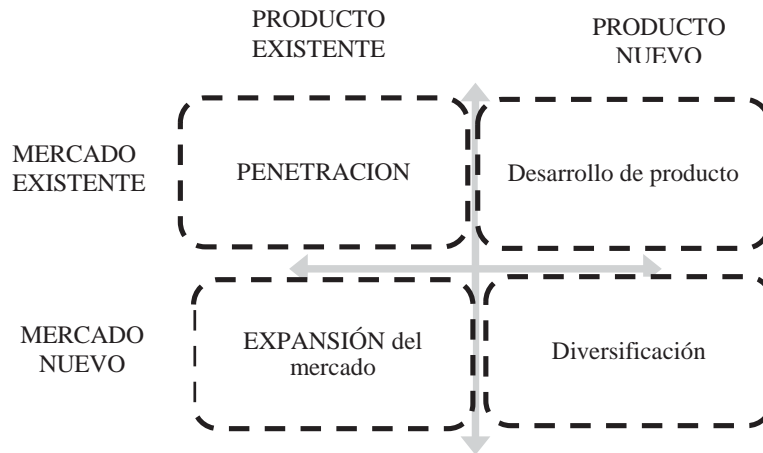 PRODUCTO
EXISTENTE
PRODUCTO
NUEVO
MERCADO
EXISTENTE
PENETRACION
Desarrollo de producto
MERCADO
NUEVO
EXPANSIÓN del
mercado
Diversificación